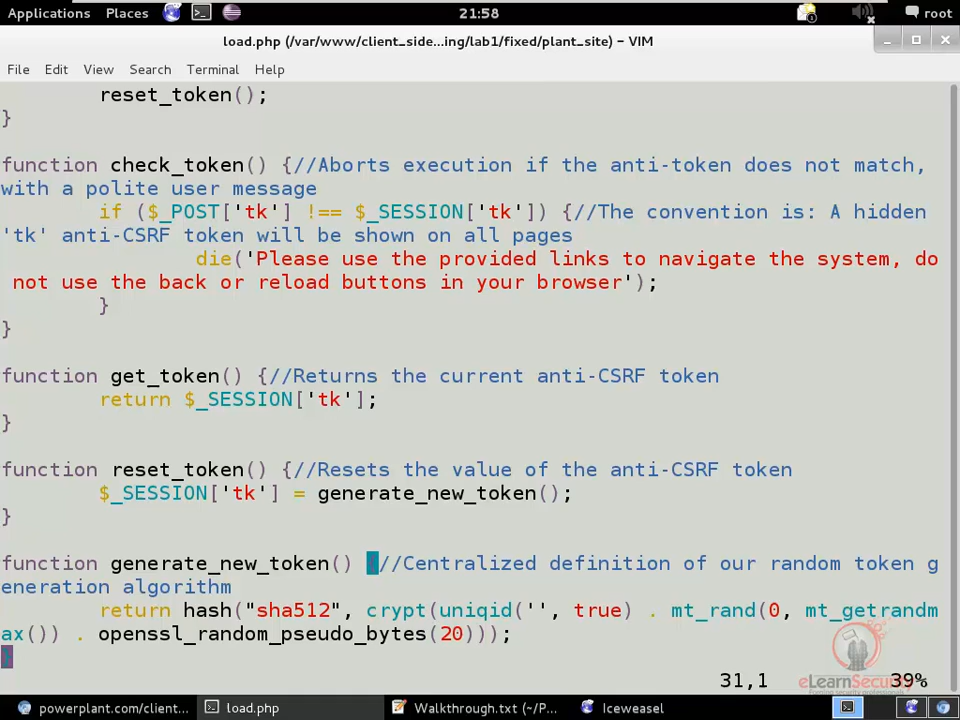 Applications Places 21:58 root
load.php (/var/www/client_side...ing/lab1/fixed/plant_site) - VIM
File Edit View Search Terminal Help
reset_token();
}
function check_token() {//Aborts execution if the anti-token does not match,
with a polite user message
if ($_POST['tk'] !== $_SESSION['tk']) {//The convention is: A hidden
'tk' anti-CSRF token will be shown on all pages
die('Please use the provided links to navigate the system, do
not use the back or reload buttons in your browser');
}
}
function get_token() {//Returns the current anti-CSRF token
return $_SESSION['tk'];
}
function reset_token() {//Resets the value of the anti-CSRF token
$_SESSION['tk'] = generate_new_token();
}
function generate_new_token() {//Centralized definition of our random token g
eneration algorithm
return hash("sha512", crypt(uniqid('', true) . mt_rand(0, mt_getrandm
ax()) . openssl_random_pseudo_bytes(20)));
}
31,1 39%
eLearnSecurity
powerplant.com/client... load.php Walkthrough.txt (~/P... Iceweasel